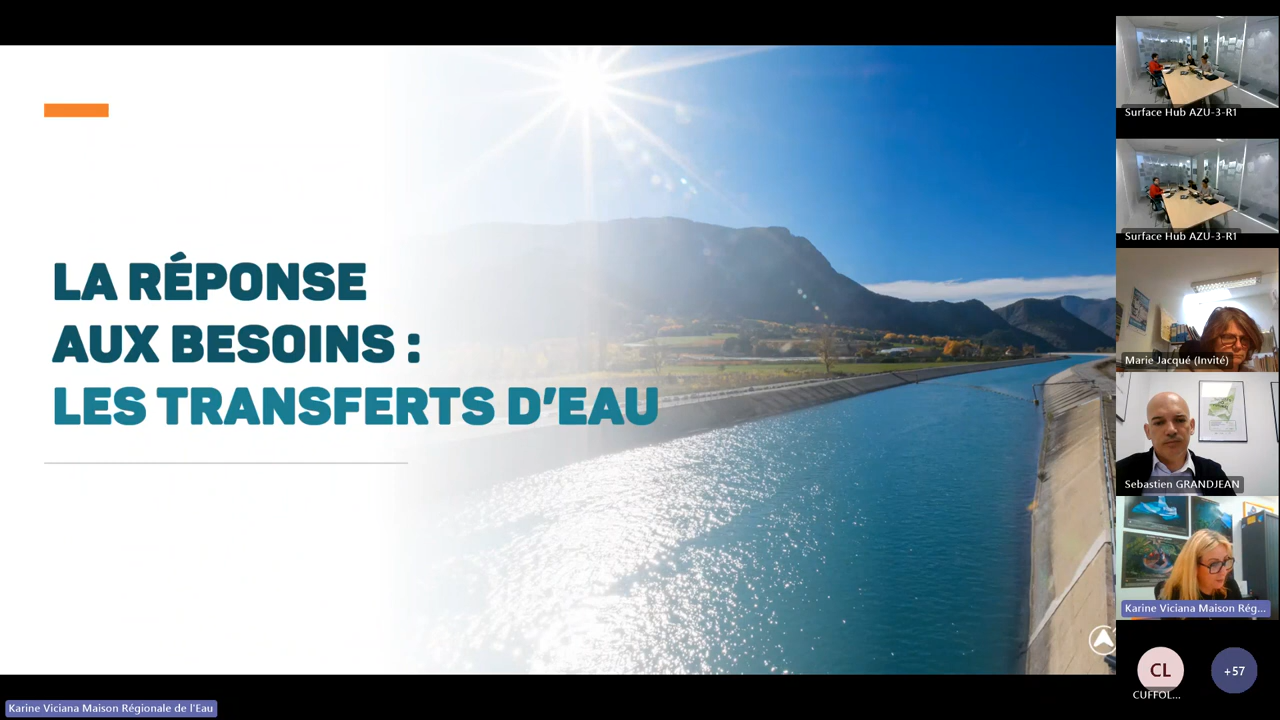 LA RÉPONSE
AUX BESOINS :
LES TRANSFERTS D'EAU
Surface Hub AZU-3-R1
Surface Hub AZU-3-R1
Marie Jacqué (Invité)
Sebastien GRANDJEAN
Karine Viciana Maison Rég...
CL
CUFFOL...
+57
Karine Viciana Maison Régionale de l'Eau